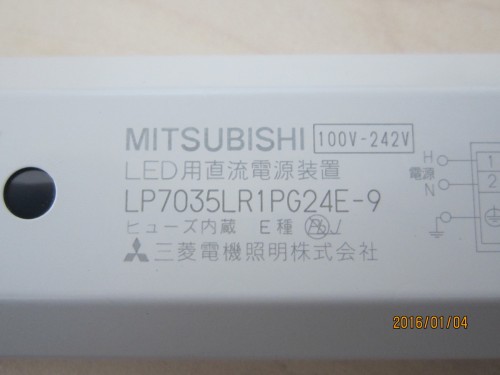 MITSUBISHI 100V-242V
LED用直流電源装置
LP7035LR1PG24E-9
ヒューズ内蔵 E種
三菱電機照明株式会社
H 1
電源
N 2
2016/01/04